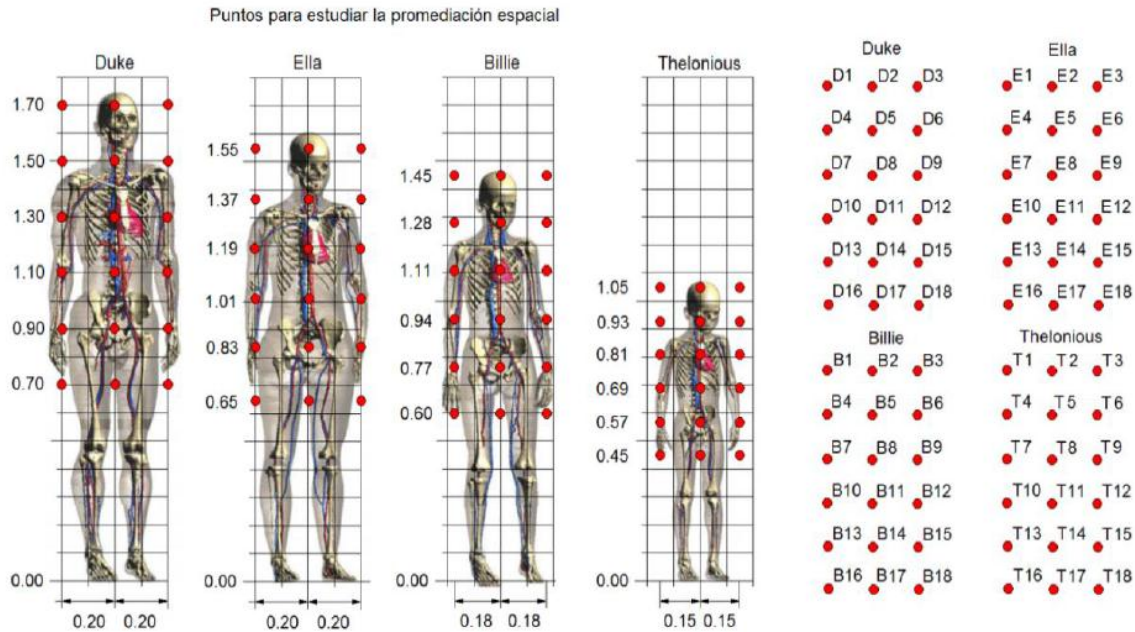 Puntos para estudiar la promediación espacial
Duke
1.70
1.50
1.30
1.10
0.90
0.70
0.00
0.20 0.20
Ella
1.55
1.37
1.19
1.01
0.83
0.65
0.00
0.20 0.20
Billie
1.45
1.28
1.11
0.94
0.77
0.60
0.00
0.18 0.18
Thelonious
1.05
0.93
0.81
0.69
0.57
0.45
0.00
0.15 0.15
Duke
D1 D2 D3
D4 D5 D6
D7 D8 D9
D10 D11 D12
D13 D14 D15
D16 D17 D18
Ella
E1 E2 E3
E4 E5 E6
E7 E8 E9
E10 E11 E12
E13 E14 E15
E16 E17 E18
Billie
B1 B2 B3
B4 B5 B6
B7 B8 B9
B10 B11 B12
B13 B14 B15
B16 B17 B18
Thelonious
T1 T2 T3
T4 T5 T6
T7 T8 T9
T10 T11 T12
T13 T14 T15
T16 T17 T18